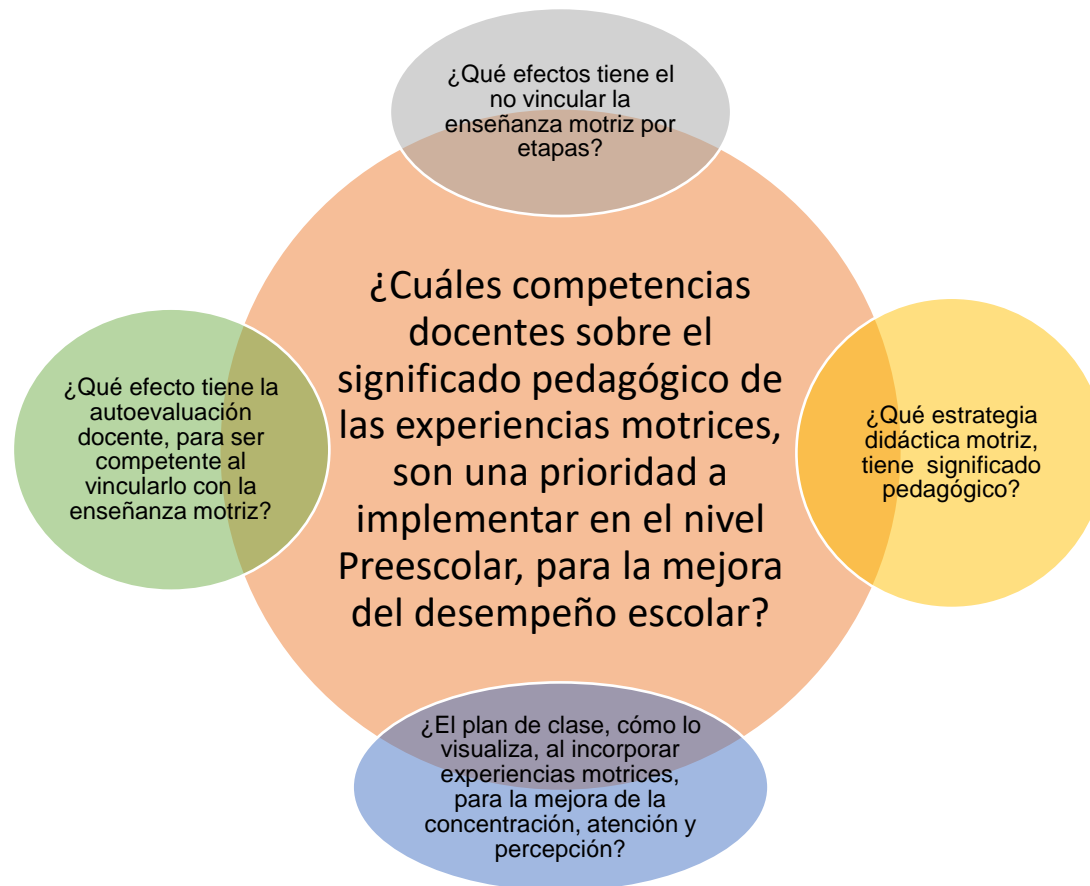 ¿Qué efectos tiene el
no vincular la
enseñanza motriz por
etapas?
¿Cuáles competencias
docentes sobre el
significado pedagógico de
las experiencias motrices,
son una prioridad a
implementar en el nivel
Preescolar, para la mejora
del desempeño escolar?
¿Qué efecto tiene la
autoevaluación
docente, para ser
competente al
vincularlo con la
enseñanza motriz?
¿Qué estrategia
didáctica motriz,
tiene significado
pedagógico?
¿El plan de clase, cómo lo
visualiza, al incorporar
experiencias motrices,
para la mejora de la
concentración, atención y
percepción?